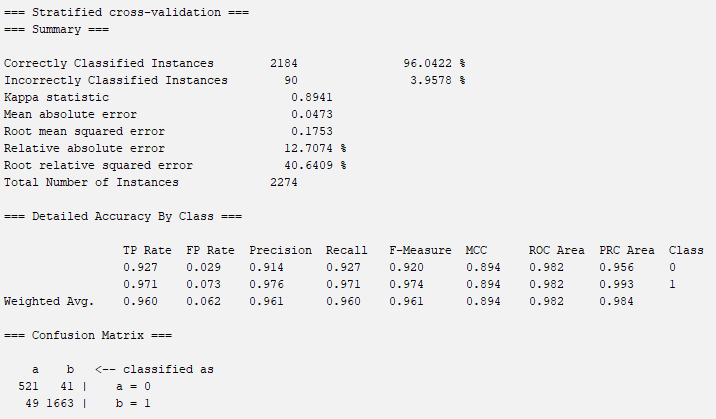 === Stratified cross-validation ===
=== Summary ===
Correctly Classified Instances 2184 96.0422 %
Incorrectly Classified Instances 90 3.9578 %
Kappa statistic 0.8941
Mean absolute error 0.0473
Root mean squared error 0.1753
Relative absolute error 12.7074 %
Root relative squared error 40.6409 %
Total Number of Instances 2274
=== Detailed Accuracy By Class ===
TP Rate FP Rate Precision Recall F-Measure MCC ROC Area PRC Area Class
0.927 0.029 0.914 0.927 0.920 0.894 0.982 0.956 0
0.971 0.073 0.976 0.971 0.974 0.894 0.982 0.993 1
Weighted Avg. 0.960 0.062 0.961 0.960 0.961 0.894 0.982 0.984
=== Confusion Matrix ===
a b <-- classified as
521 41 | a = 0
49 1663 | b = 1